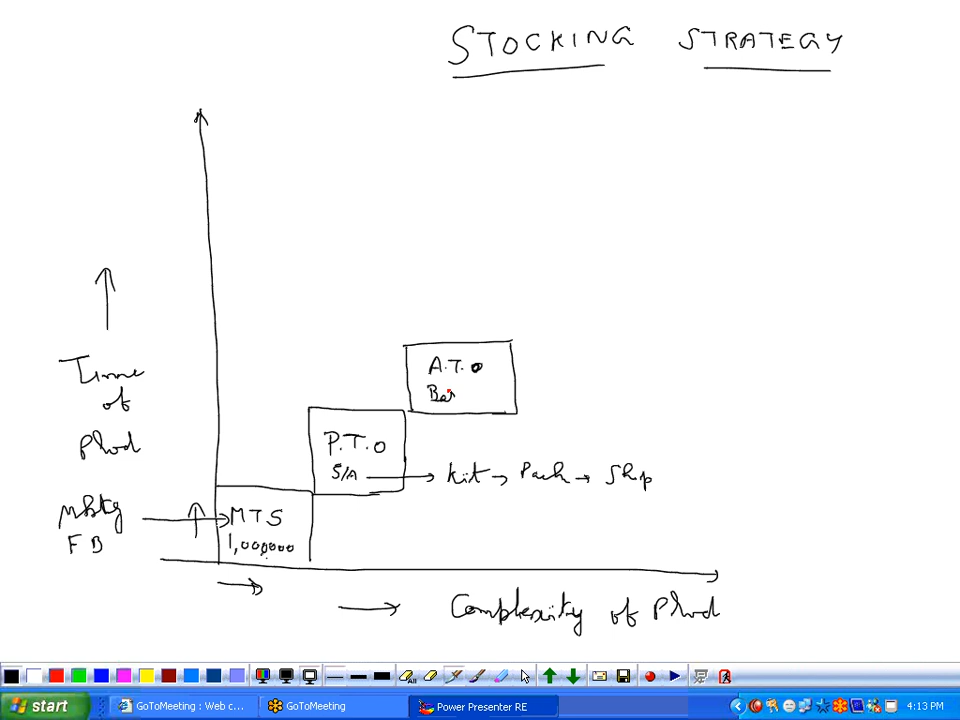 STOCKING STRATEGY
A.T.O
P.T.O
S/A → Kit → Pack → Ship
Time
of
Prod
Mktg
F B
MTS
1,000000
Complexity of Prod
start
GoToMeeting : Web c...
GoToMeeting
Power Presenter RE
4:13 PM